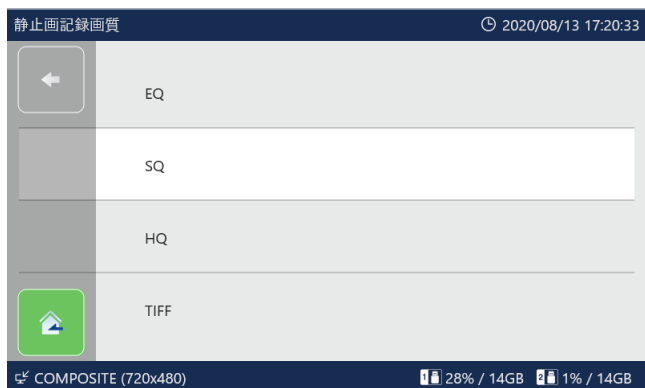 静止画記録画質 2020/08/13 17:20:33
EQ
SQ
HQ
TIFF
COMPOSITE (720x480) 1 28% / 14GB 2 1% / 14GB